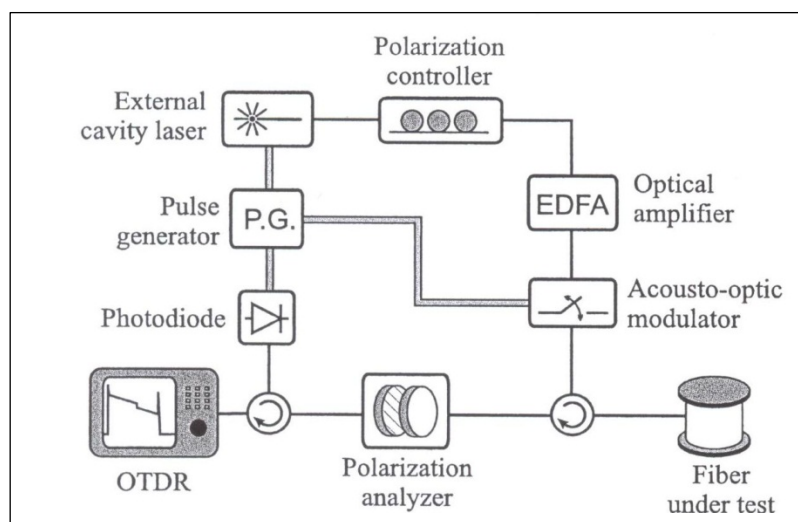 Polarization
controller
External
cavity laser
EDFA
Optical
amplifier
Pulse
generator
P.G.
Photodiode
Acousto-optic
modulator
OTDR
Polarization
analyzer
Fiber
under test